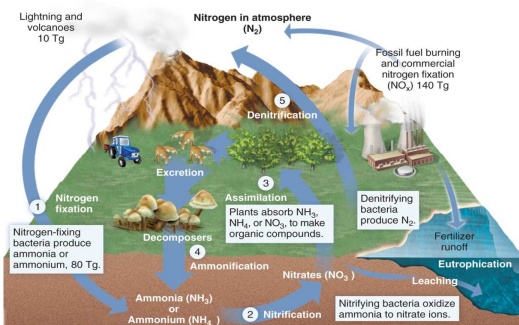 Lightning and
volcanoes
10 Tg
Nitrogen in atmosphere
(N₂)
Fossil fuel burning
and commercial
nitrogen fixation
(NOₓ) 140 Tg
5
Denitrification
Excretion
3
Assimilation
Plants absorb NH₃,
NH₄, or NO₃, to make
organic compounds.
Denitrifying
bacteria
produce N₂.
1
Nitrogen
fixation
Nitrogen-fixing
bacteria produce
ammonia or
ammonium, 80 Tg.
Decomposers
4
Ammonification
Fertilizer
runoff
Eutrophication
Nitrates (NO₃ )
Leaching
Ammonia (NH₃)
or
Ammonium (NH₄ )
2
Nitrification
Nitrifying bacteria oxidize
ammonia to nitrate ions.